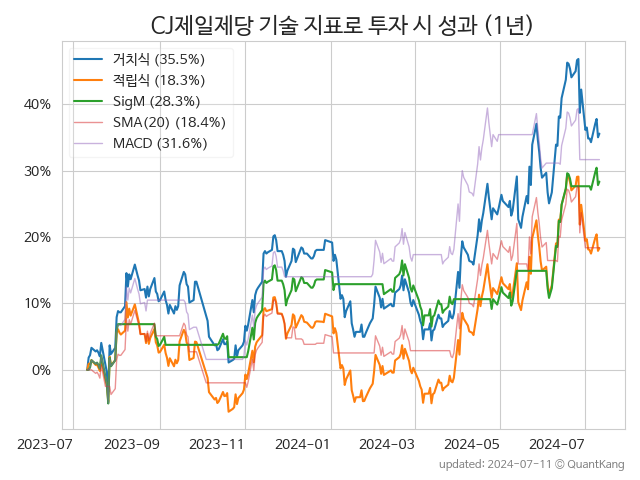 CJ제일제당 기술 지표로 투자 시 성과 (1년)
거치식 (35.5%)
적립식 (18.3%)
SigM (28.3%)
SMA(20) (18.4%)
MACD (31.6%)
40%
30%
20%
10%
0%
2023-07 2023-09 2023-11 2024-01 2024-03 2024-05 2024-07
updated: 2024-07-11 © QuantKang